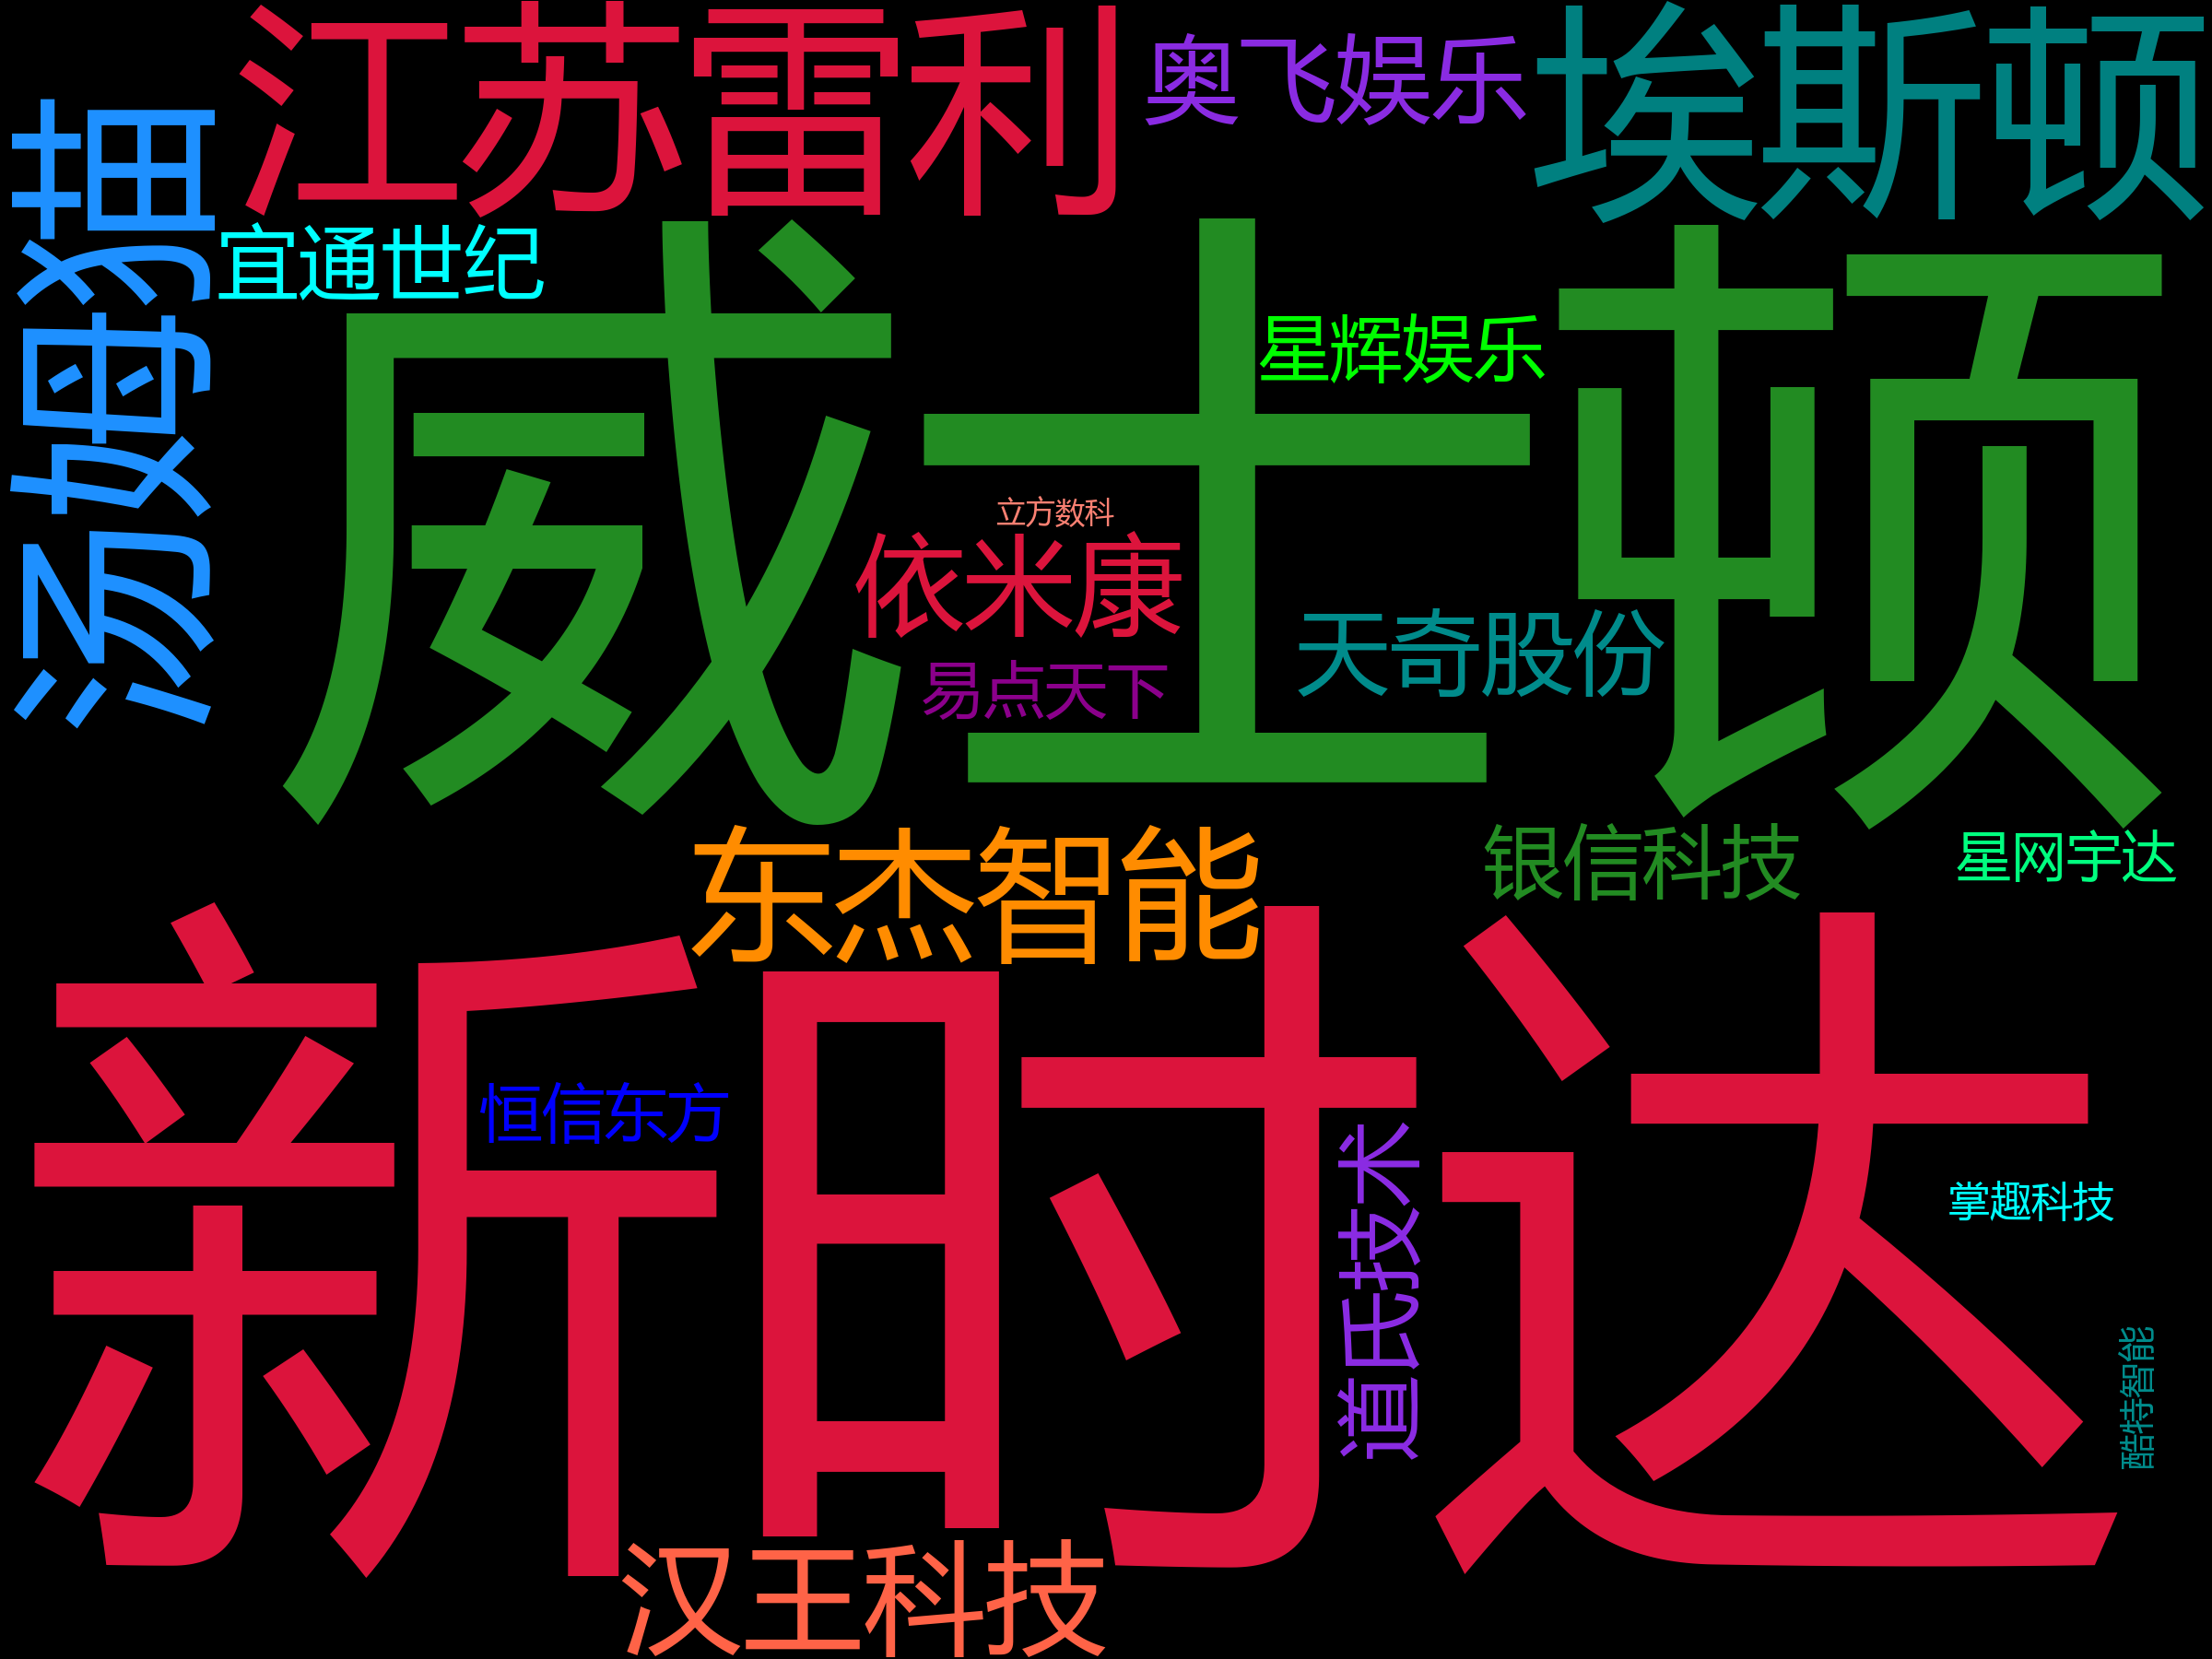 江苏雷利
奥飞娱乐
埃斯顿
汤姆猫
宜通世纪
威士顿
星辉娱乐
立方数科
依米康
天奇股份
易点天下
东杰智能
银信科技
星网宇达
新时达
恒信东方
道氏技术
掌趣科技
酷特智能
汉王科技